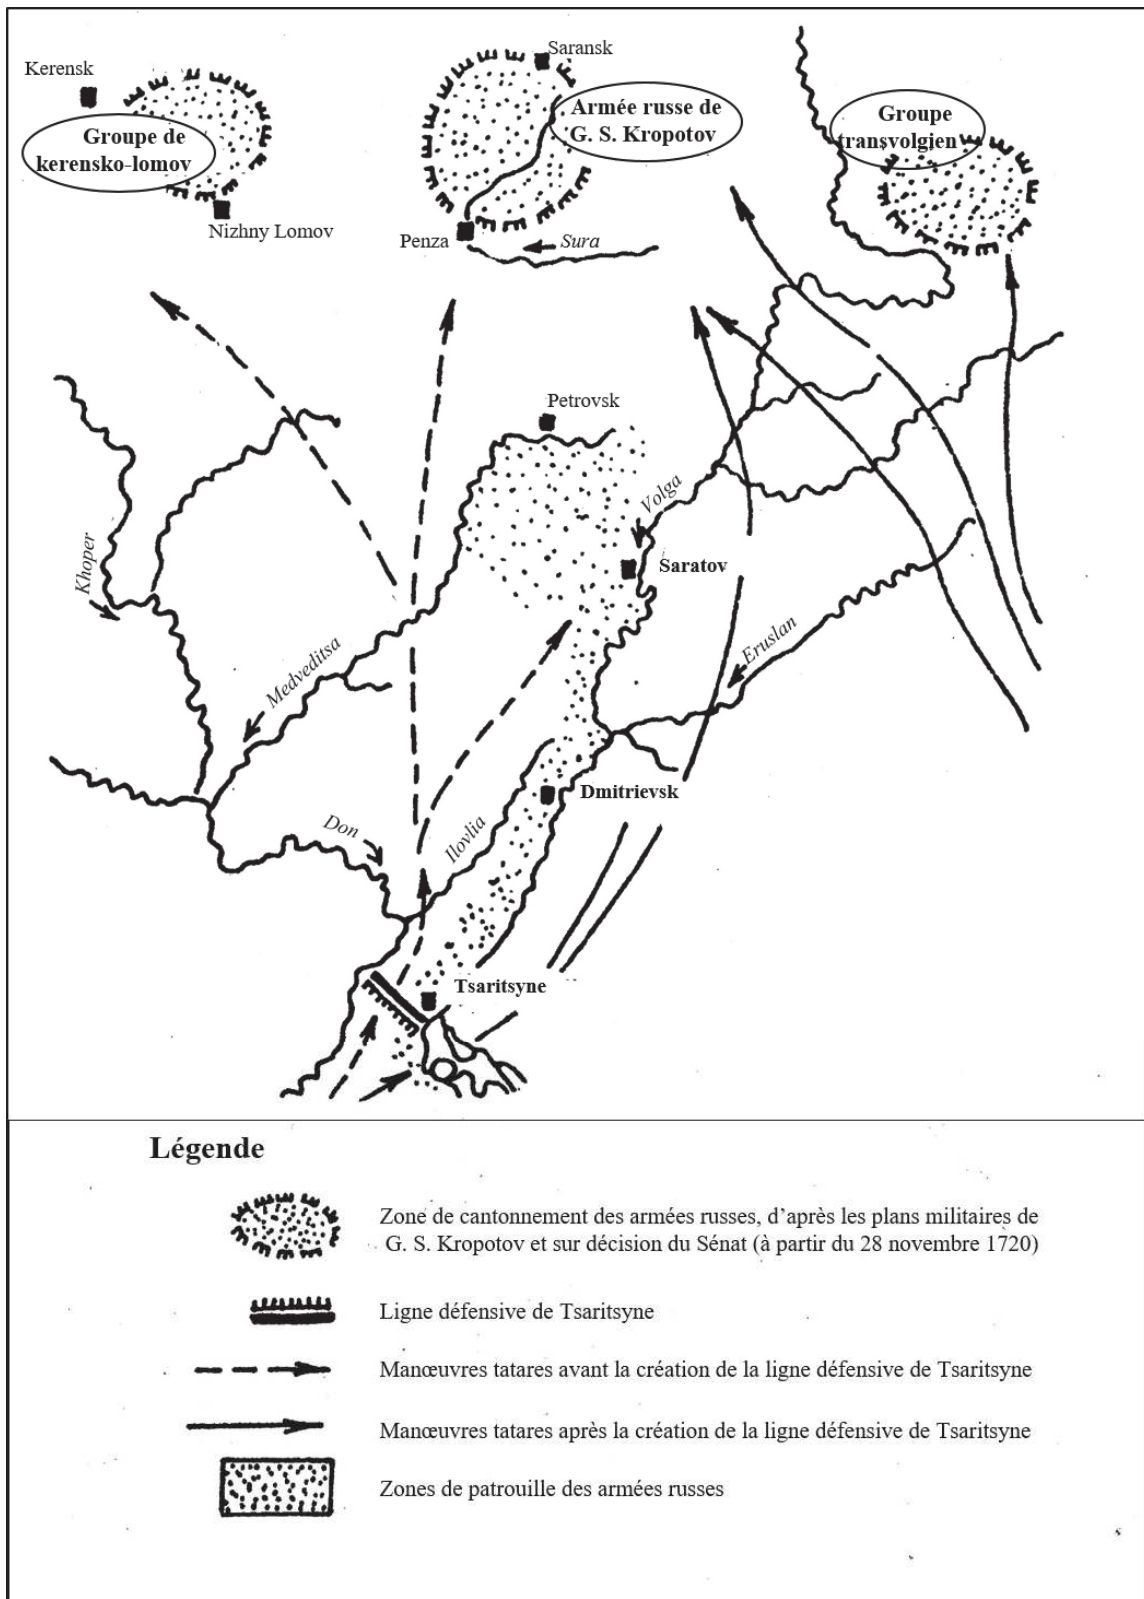 Kerensk
Saransk
Groupe de
kerensko-lomov
Armée russe de
G. S. Kropotov
Groupe
transvolgien
Nizhny Lomov
Penza
Sura
Petrovsk
Volga
Saratov
Khoper
Medveditsa
Eruslan
Dmitrievsk
Don
Ilovlia
Tsaritsyne
Légende
Zone de cantonnement des armées russes, d'après les plans militaires de
G. S. Kropotov et sur décision du Sénat (à partir du 28 novembre 1720)
Ligne défensive de Tsaritsyne
Manœuvres tatares avant la création de la ligne défensive de Tsaritsyne
Manœuvres tatares après la création de la ligne défensive de Tsaritsyne
Zones de patrouille des armées russes